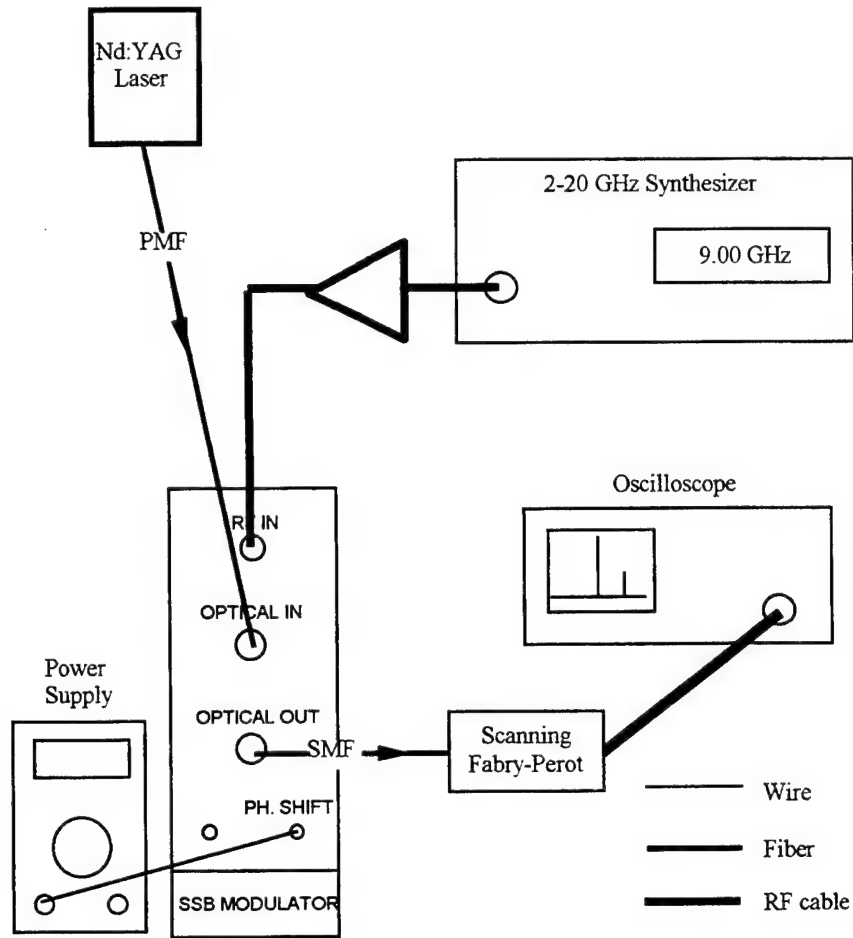 Nd:YAG
Laser
2-20 GHz Synthesizer
9.00 GHz
PMF
Oscilloscope
RF IN
OPTICAL IN
Power
Supply
OPTICAL OUT
SMF
Scanning
Fabry-Perot
PH. SHIFT
Wire
Fiber
SSB MODULATOR
RF cable